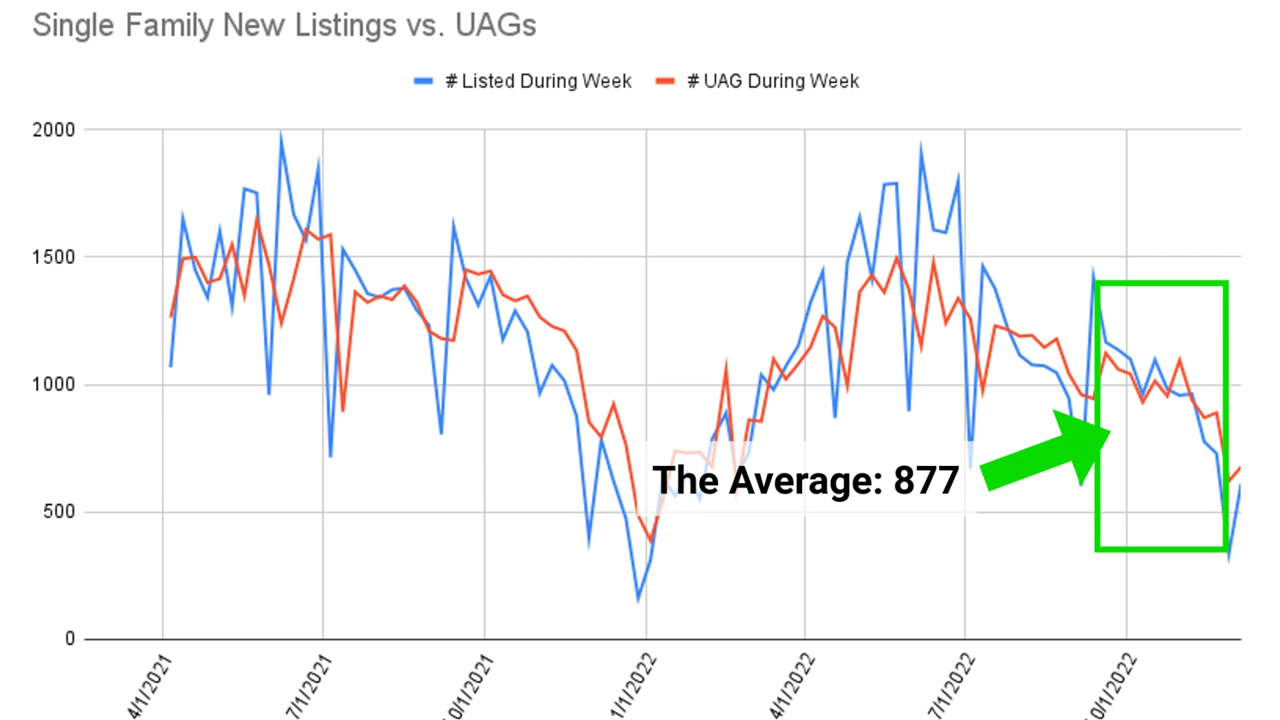 Single Family New Listings vs. UAGs
# Listed During Week # UAG During Week
2000
1500
1000
The Average: 877
500
0
4/1/2021 7/1/2021 0/1/2021 1/1/2022 4/1/2022 7/1/2022 0/1/2022